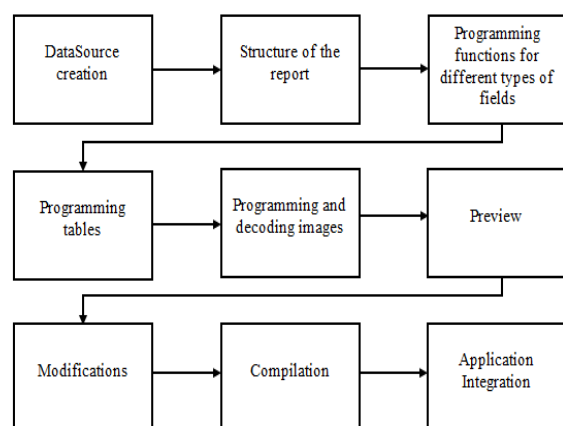 DataSource
creation
Structure of the
report
Programming
functions for
different types of
fields
Programming
tables
Programming and
decoding images
Preview
Modifications
Compilation
Application
Integration